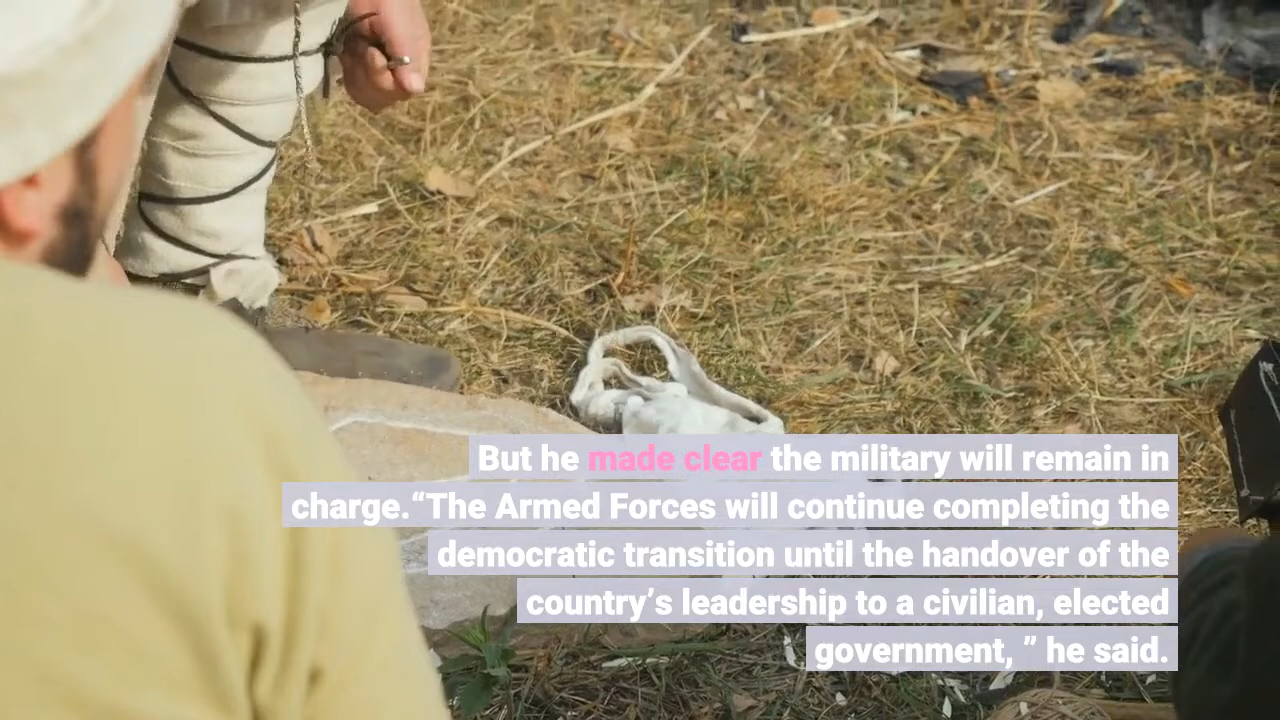 But he made clear the military will remain in
charge.“The Armed Forces will continue completing the
democratic transition until the handover of the
country’s leadership to a civilian, elected
government, ” he said.